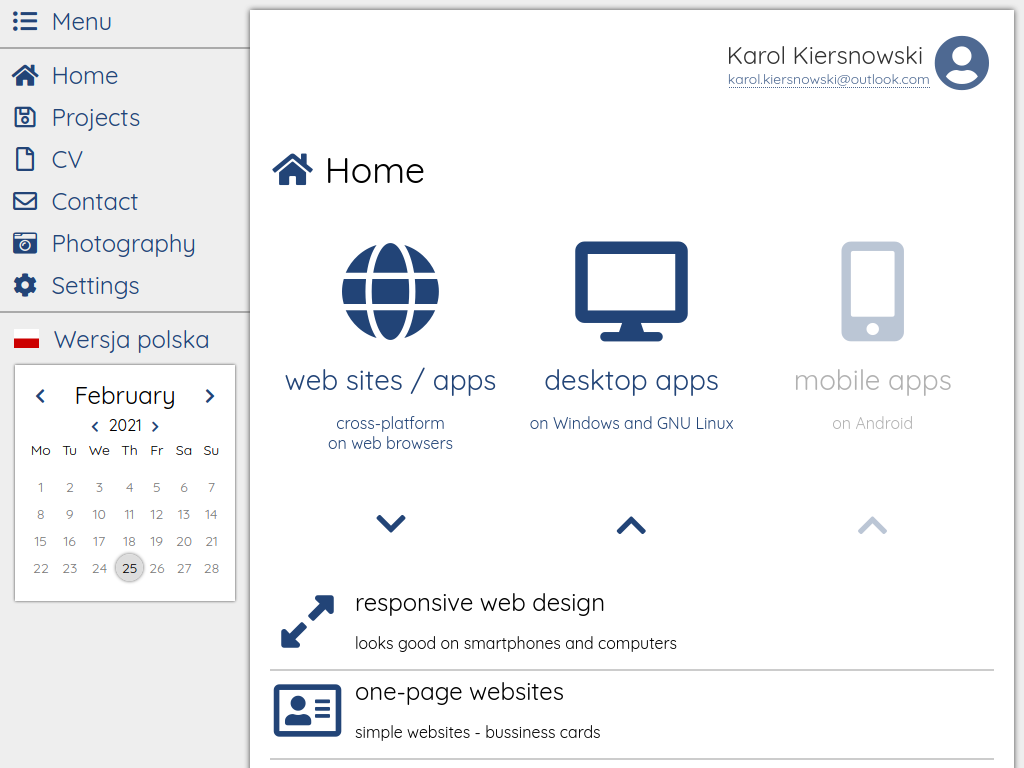 Menu
Home
Projects
CV
Contact
Photography
Settings
Wersja polska
February
2021
Mo Tu We Th Fr Sa Su
1 2 3 4 5 6 7
8 9 10 11 12 13 14
15 16 17 18 19 20 21
22 23 24 25 26 27 28
Karol Kiersnowski
karol.kiersnowski@outlook.com
Home
web sites / apps
cross-platform
on web browsers
desktop apps
on Windows and GNU Linux
mobile apps
on Android
responsive web design
looks good on smartphones and computers
one-page websites
simple websites - bussiness cards